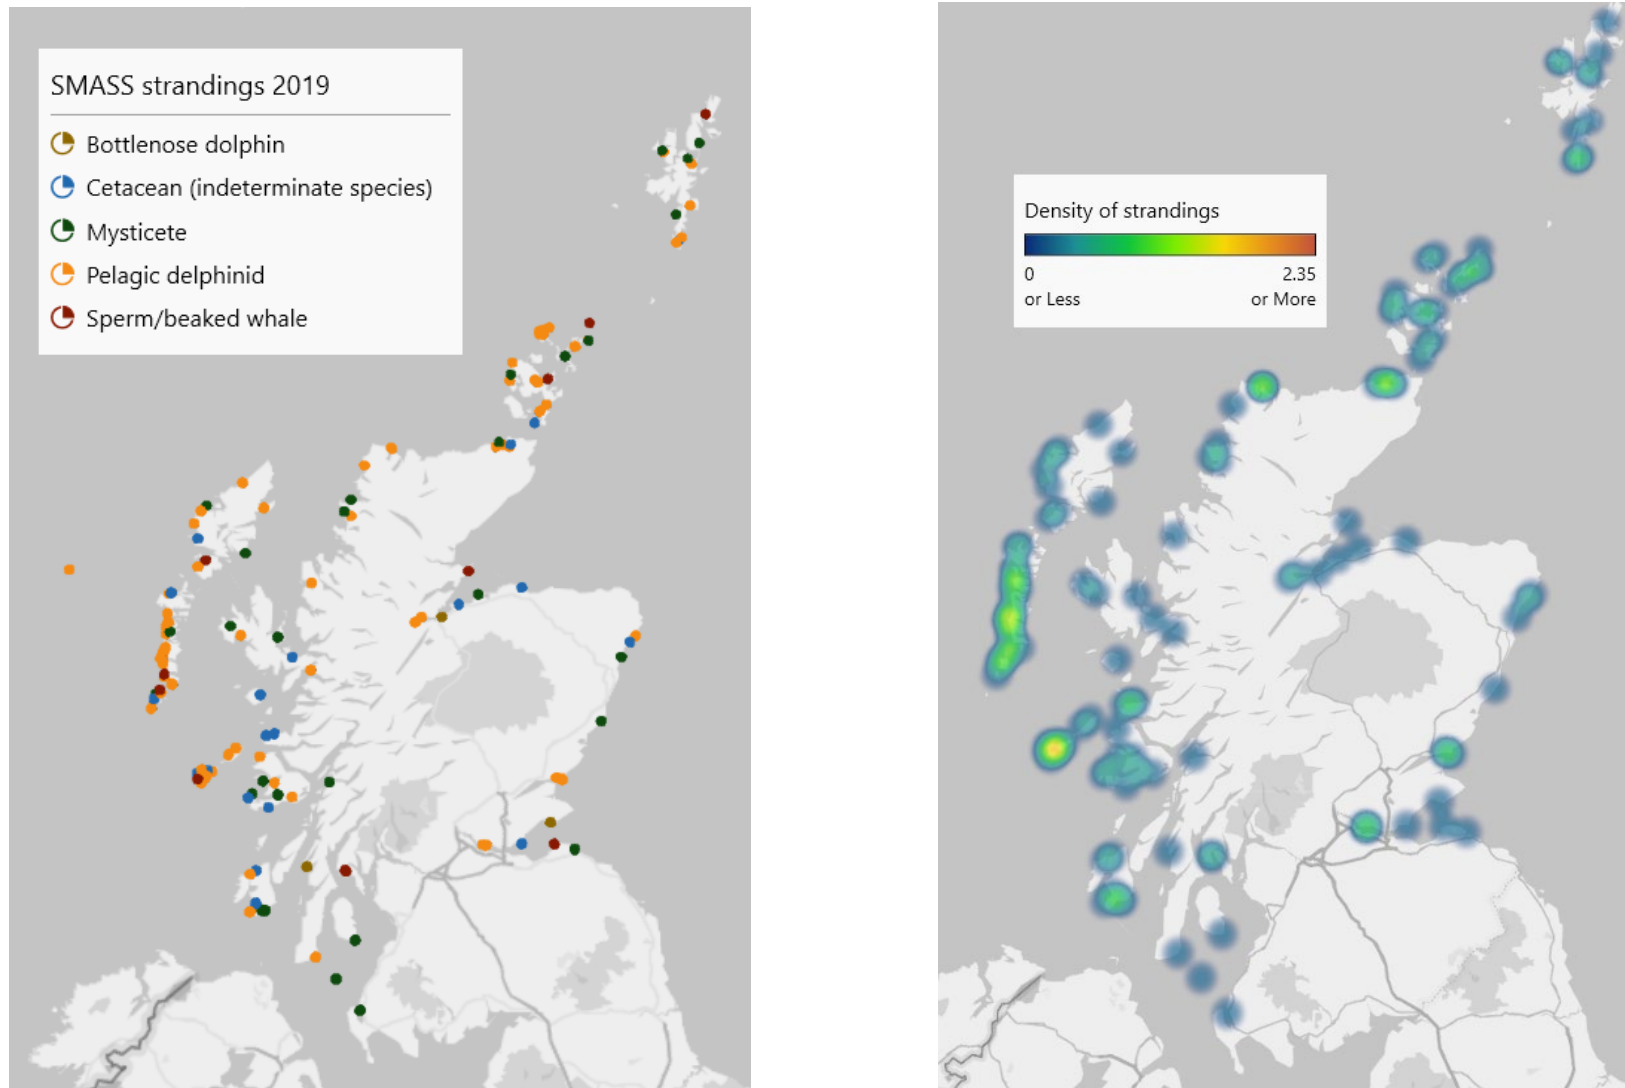 SMASS strandings 2019
Bottlenose dolphin
Cetacean (indeterminate species)
Mysticete
Pelagic delphinid
Sperm/beaked whale
Density of strandings
0
2.35
or Less
or More